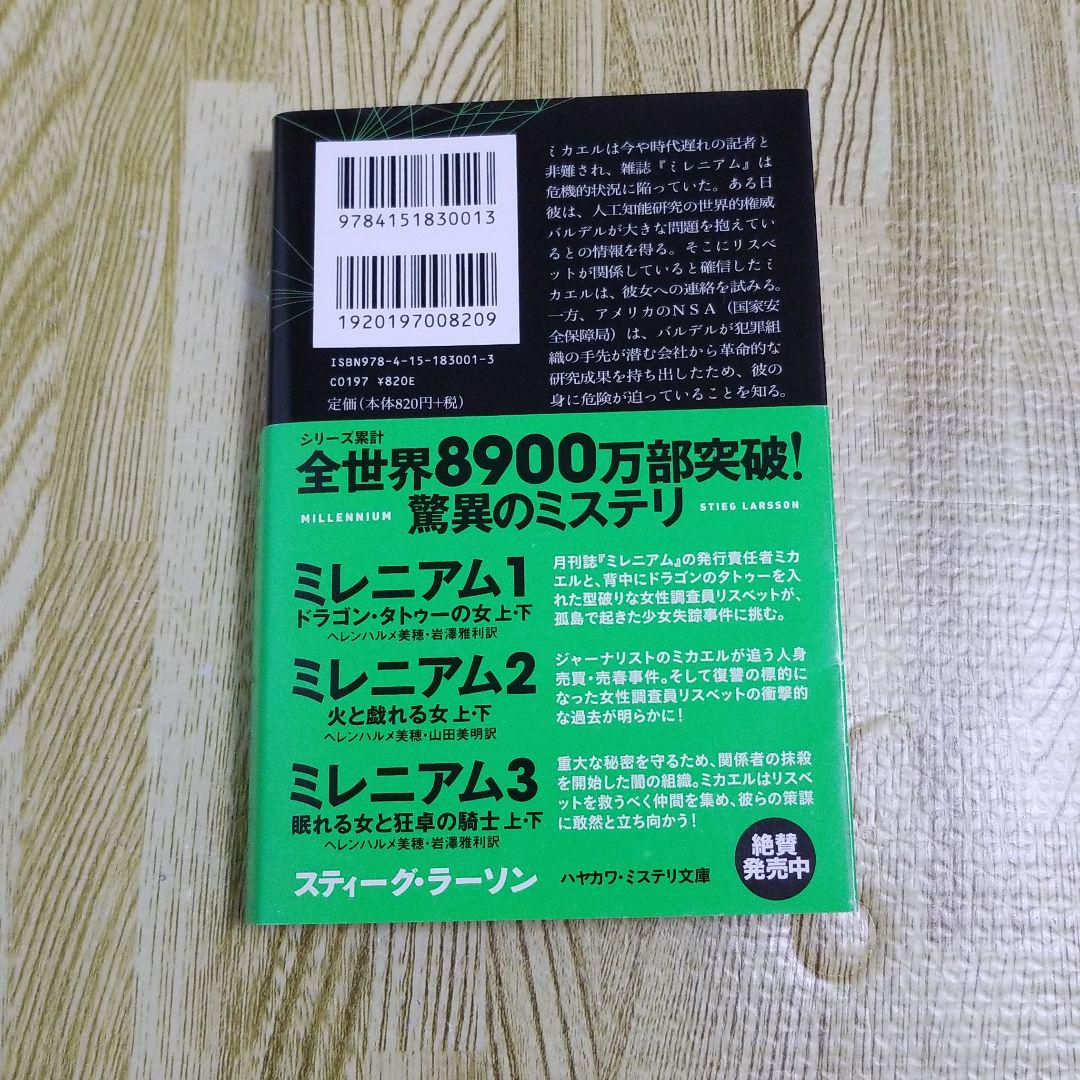 9784151830013
1920197008209
ISBN978-4-15-183001-3
C0197 ¥820E
定価(本体820円+税)
ミカエルは今や時代遅れの記者と
非難され、雑誌『ミレニアム』は
危機的状況に陥っていた。ある日
彼は、人工知能研究の世界的権威
バルデルが大きな問題を抱えてい
るとの情報を得る。そこにリスベ
ットが関係していると確信したミ
カエルは、彼女への連絡を試みる。
一方、アメリカのNSA(国家安
全保障局)は、バルデルが犯罪組
織の手先が潜む会社から革命的な
研究成果を持ち出したため、彼の
身に危険が迫っていることを知る。
シリーズ累計
全世界8900万部突破!
MILLENNIUM 驚異のミステリ STIEG LARSSON
ミレニアム1
ドラゴン・タトゥーの女 上・下
ヘレンハルメ美穂・岩澤雅利訳
月刊誌『ミレニアム』の発行責任者ミカ
エルと、背中にドラゴンのタトゥーを入
れた型破りな女性調査員リスベットが、
孤島で起きた少女失踪事件に挑む。
ミレニアム2
火と戯れる女 上・下
ヘレンハルメ美穂・山田美明訳
ジャーナリストのミカエルが追う人身
売買・売春事件。そして復讐の標的に
なった女性調査員リスベットの衝撃的
な過去が明らかに!
ミレニアム3
眠れる女と狂卓の騎士 上・下
ヘレンハルメ美穂・岩澤雅利訳
重大な秘密を守るため、関係者の抹殺
を開始した闇の組織。ミカエルはリスベ
ットを救うべく仲間を集め、彼らの策謀
に敢然と立ち向かう!
スティーグ・ラーソン
ハヤカワ・ミステリ文庫
絶賛
発売中